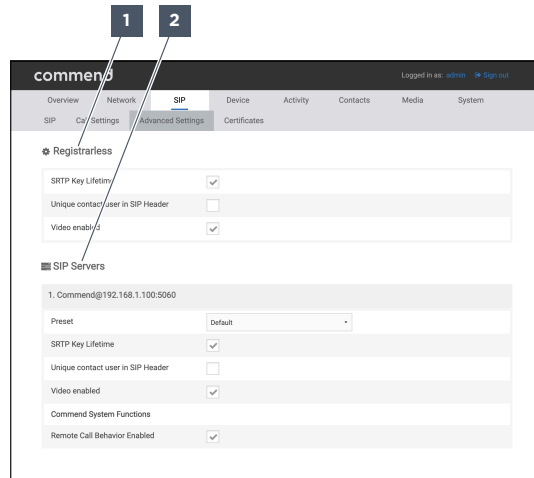 1 2
commend Logged in as: admin Sign out
Overview Network SIP Device Activity Contacts Media System
SIP Call Settings Advanced Settings Certificates
Registrarless
SRTP Key Lifetime
Unique contact user in SIP Header
Video enabled
SIP Servers
1. Commend@192.168.1.100:5060
Preset Default
SRTP Key Lifetime
Unique contact user in SIP Header
Video enabled
Commend System Functions
Remote Call Behavior Enabled